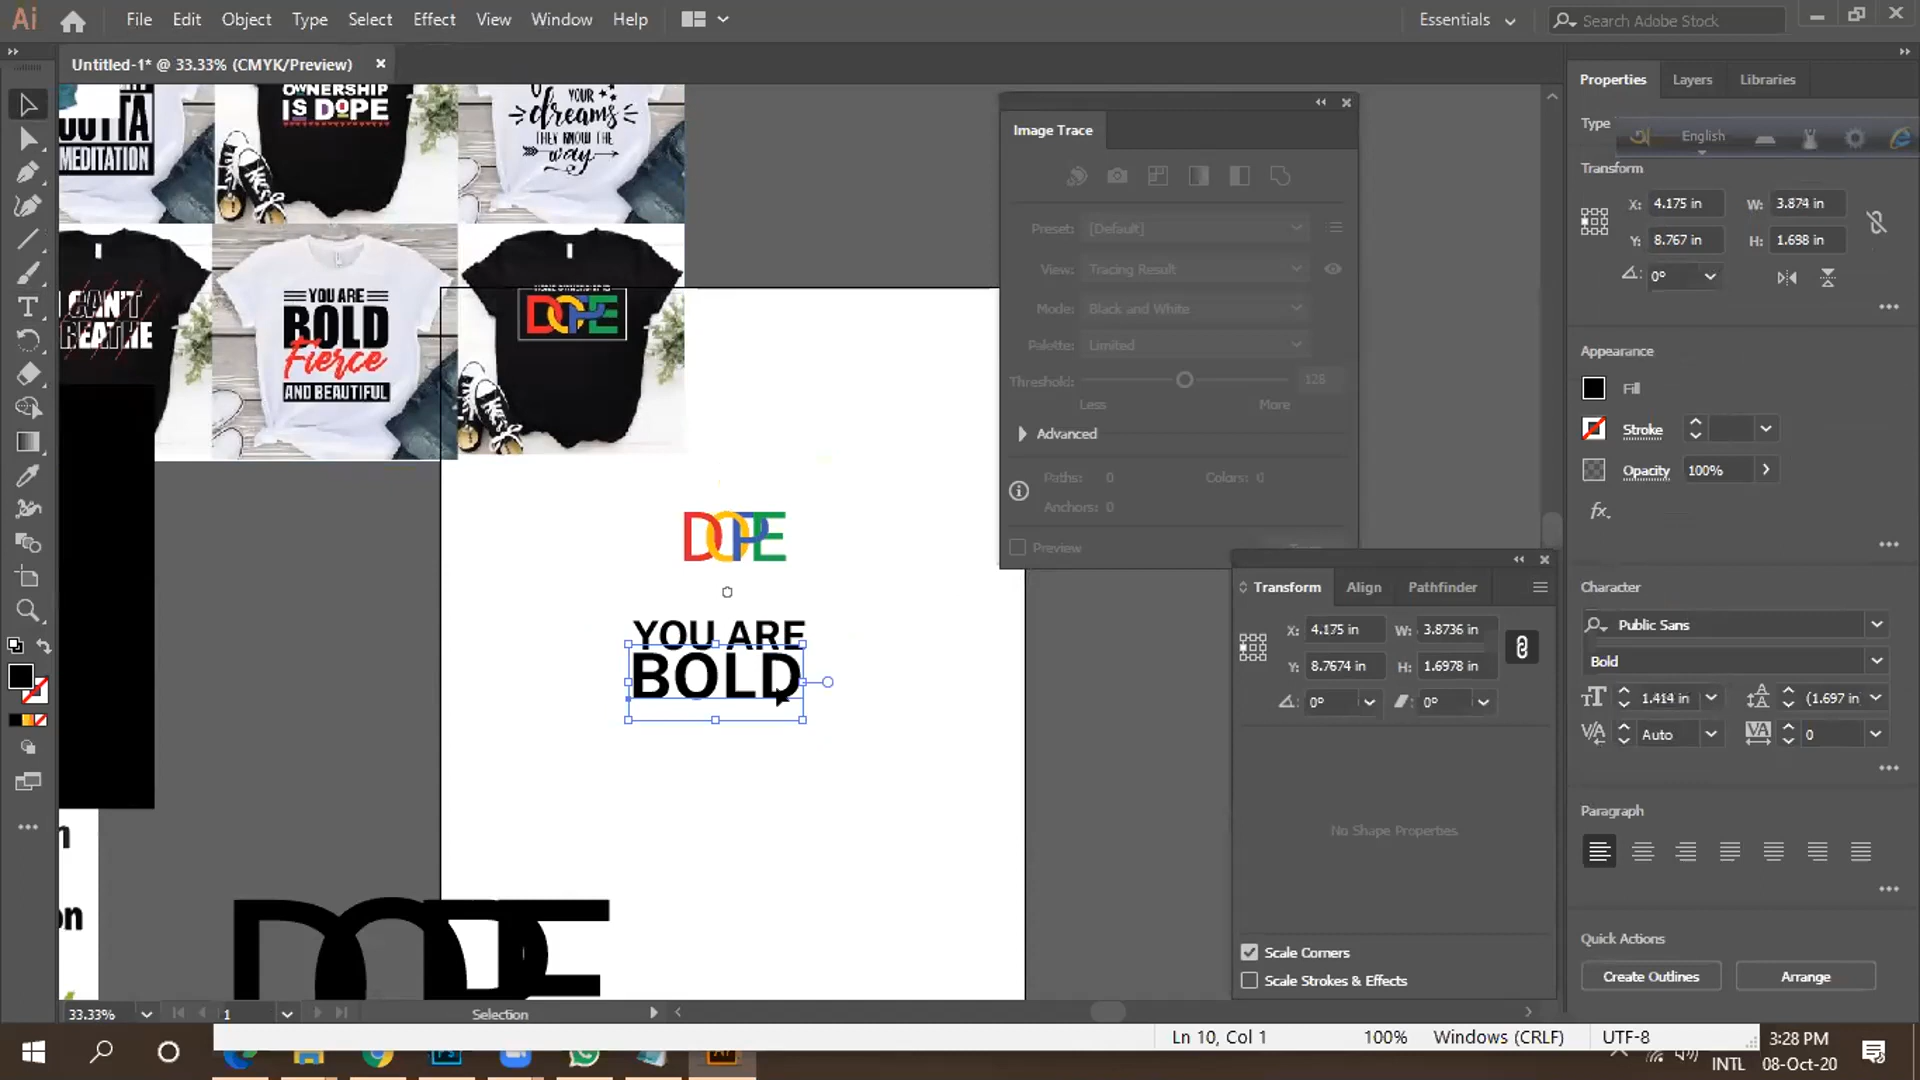 Ai File Edit Object Type Select Effect View Window Help Essentials Search Adobe Stock
Untitled-1* @ 33.33% (CMYK/Preview)
Properties Layers Libraries
OWNERSHIP
IS DOPE
YOUR
dreams
THEY KNOW THE
way
OUTTA
MEDITATION
I CAN'T
BREATHE
YOU ARE
BOLD
Fierce
AND BEAUTIFUL
DOPE
DOPE
YOU ARE
BOLD
DOPE
n
on
Image Trace
Preset: [Default]
View: Tracing Result
Mode: Black and White
Palette: Limited
Threshold: 128
Less More
Advanced
Paths: 0 Colors: 0
Anchors: 0
Preview
Transform Align Pathfinder
X: 4.175 in W: 3.8736 in
Y: 8.7674 in H: 1.6978 in
0° 0°
No Shape Properties
Scale Corners
Scale Strokes & Effects
Type
English
Transform
X: 4.175 in W: 3.874 in
Y: 8.767 in H: 1.698 in
0°
Appearance
Fill
Stroke
Opacity 100%
fx.
Character
Public Sans
Bold
1.414 in (1.697 in
Auto 0
Paragraph
Quick Actions
Create Outlines Arrange
33.33% 1 Selection
Ln 10, Col 1 100% Windows (CRLF) UTF-8
3:28 PM
INTL 08-Oct-20